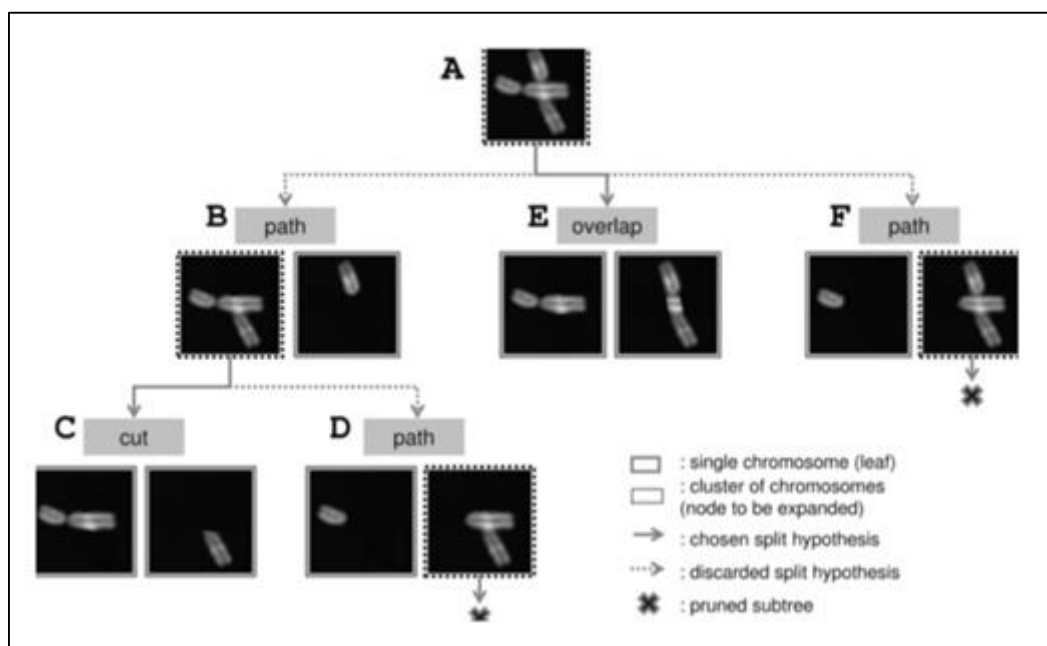 A
B
path
E
overlap
F
path
C
cut
D
path
: single chromosome (leaf)
: cluster of chromosomes
(node to be expanded)
: chosen split hypothesis
: discarded split hypothesis
: pruned subtree